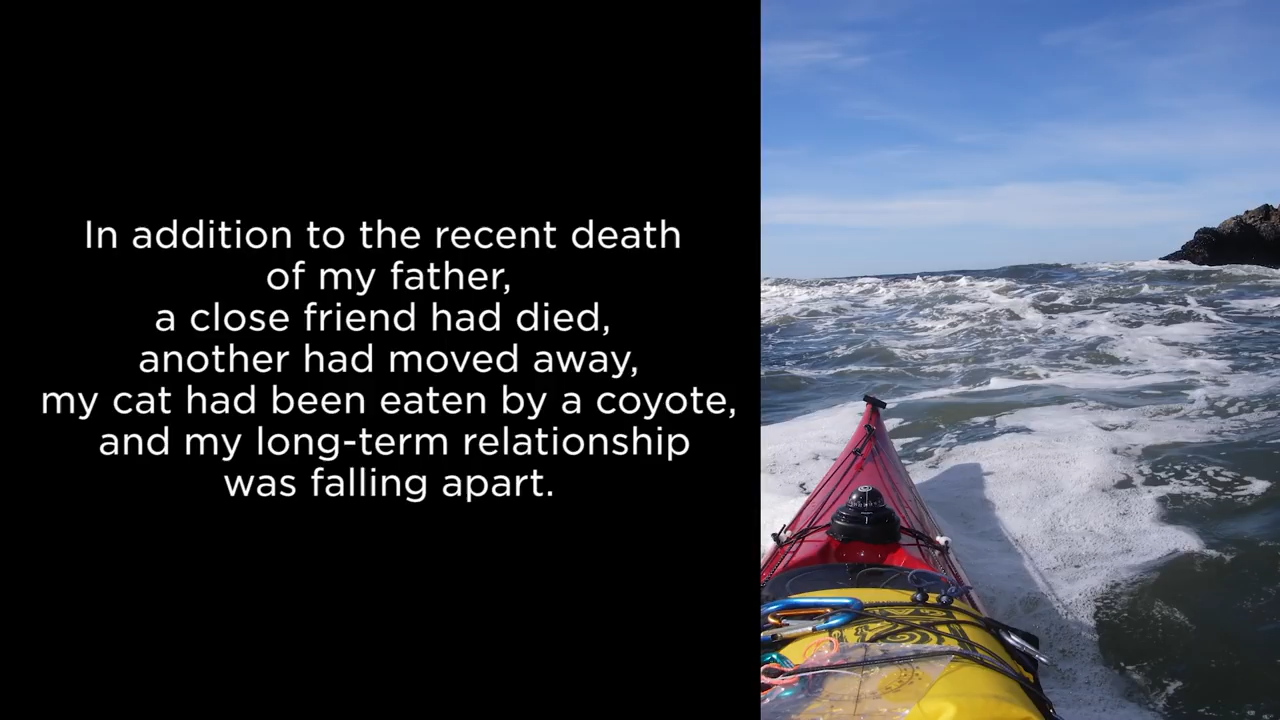 In addition to the recent death
of my father,
a close friend had died,
another had moved away,
my cat had been eaten by a coyote,
and my long-term relationship
was falling apart.